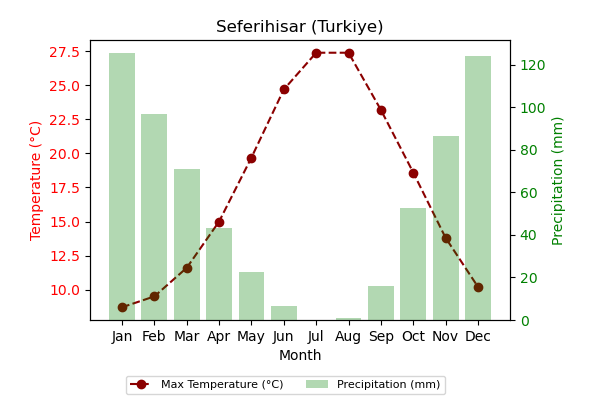 Seferihisar (Turkiye)
27.5
25.0
22.5
20.0
17.5
15.0
12.5
10.0
Temperature (°C)
120
100
80
60
40
20
0
Precipitation (mm)
Jan Feb Mar Apr May Jun Jul Aug Sep Oct Nov Dec
Month
Max Temperature (°C) Precipitation (mm)